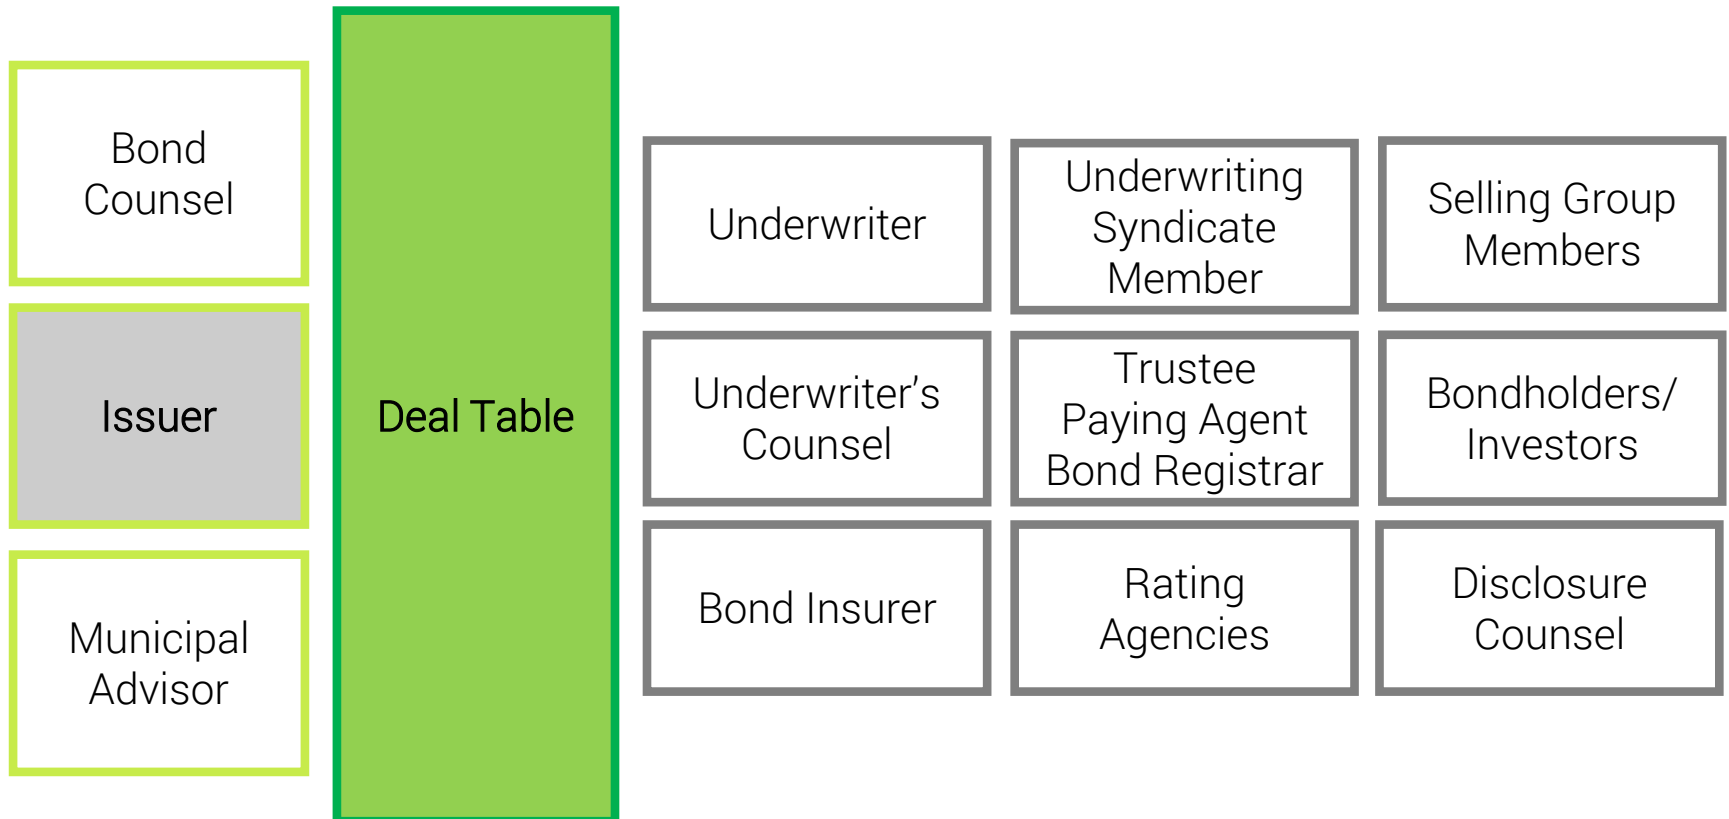 Bond
Counsel
Issuer
Municipal
Advisor
Deal Table
Underwriter
Underwriting
Syndicate
Member
Selling Group
Members
Underwriter’s
Counsel
Trustee
Paying Agent
Bond Registrar
Bondholders/
Investors
Bond Insurer
Rating
Agencies
Disclosure
Counsel